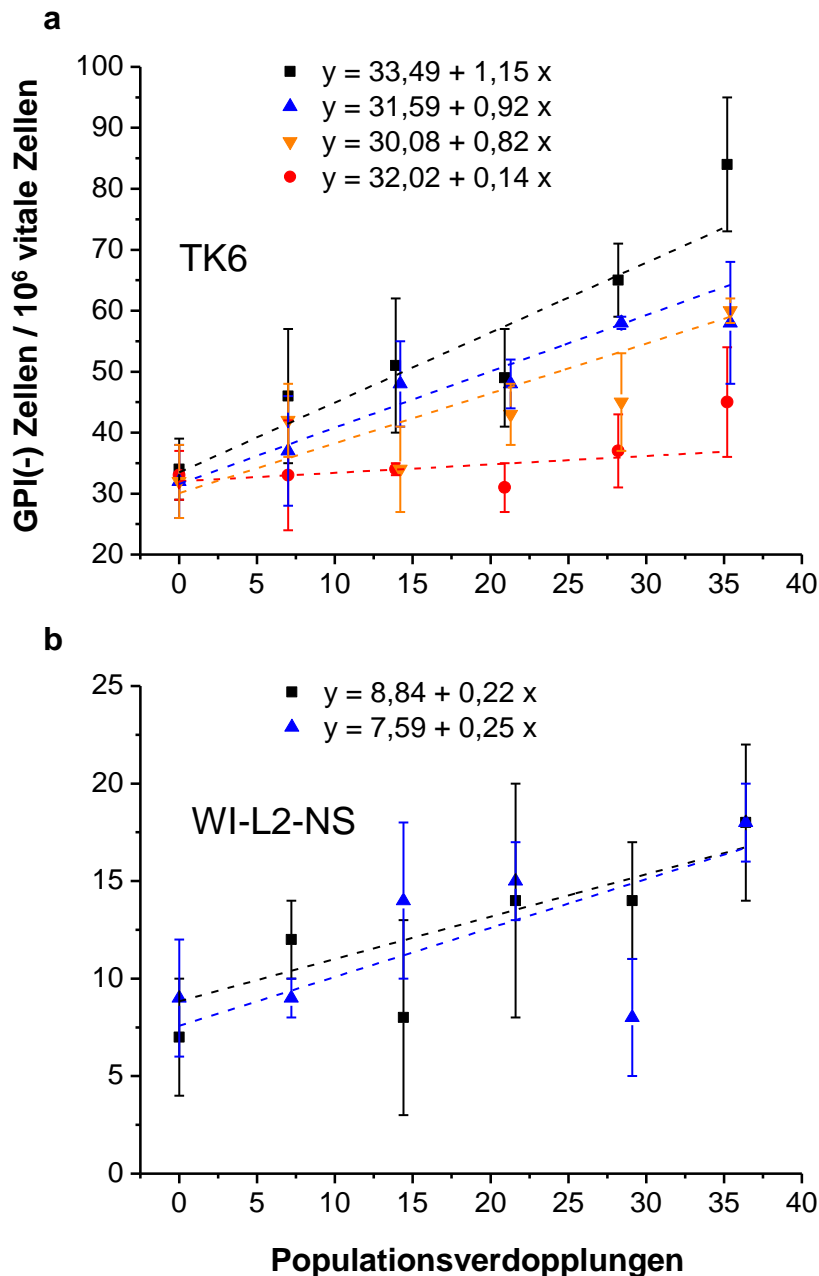 a
y = 33,49 + 1,15 x
y = 31,59 + 0,92 x
y = 30,08 + 0,82 x
y = 32,02 + 0,14 x
TK6
GPI(-) Zellen / 10⁶ vitale Zellen
100
90
80
70
60
50
40
30
20
0 5 10 15 20 25 30 35 40
b
y = 8,84 + 0,22 x
y = 7,59 + 0,25 x
WI-L2-NS
25
20
15
10
5
0
0 5 10 15 20 25 30 35 40
Populationsverdopplungen